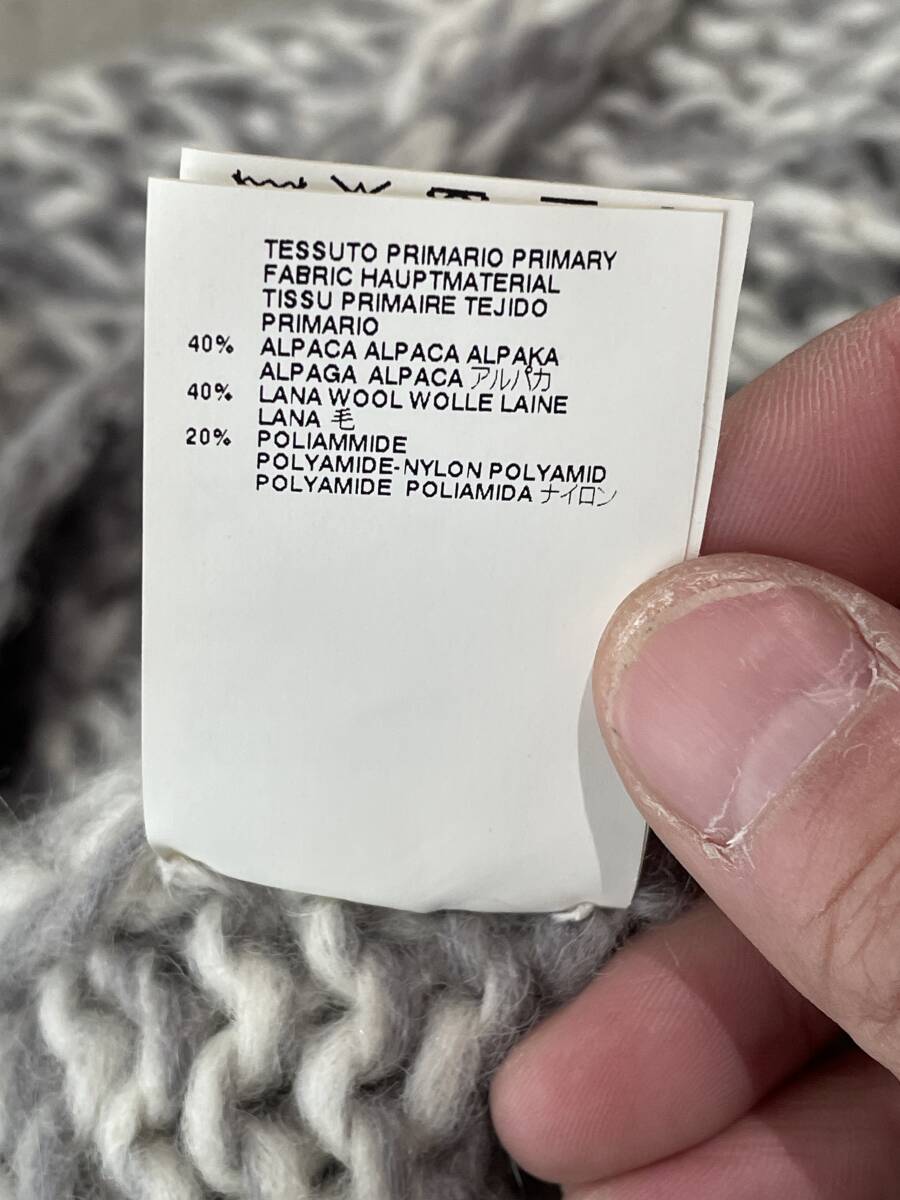 TESSUTO PRIMARIO PRIMARY
FABRIC HAUPTMATERIAL
TISSU PRIMAIRE TEJIDO
PRIMARIO
40% ALPACA ALPACA ALPAKA
ALPAGA ALPACA アルパカ
40% LANA WOOL WOLLE LAINE
LANA 毛
20% POLIAMMIDE
POLYAMIDE-NYLON POLYAMID
POLYAMIDE POLIAMIDA ナイロン